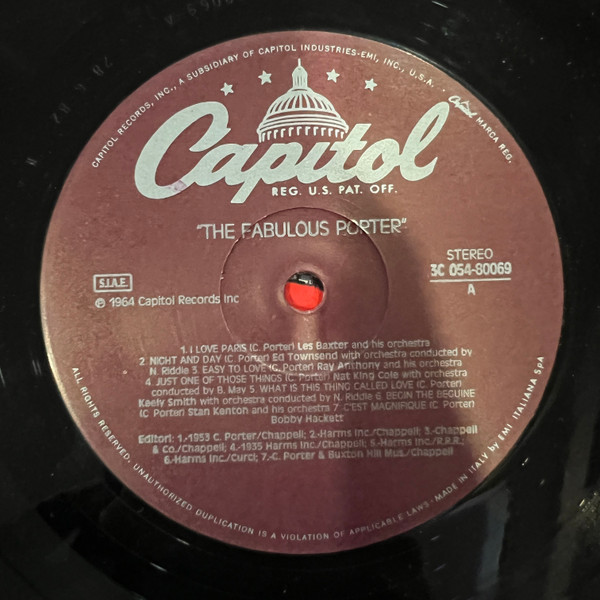 CAPITOL RECORDS, INC., A SUBSIDIARY OF CAPITOL INDUSTRIES-EMI, INC., U.S.A. · Capitol MARCA REG.
Capitol
REG. U.S. PAT. OFF.
"THE FABULOUS PORTER"
STEREO
3C 054-80069
A
S.I.A.E.
℗ 1964 Capitol Records Inc
1. I LOVE PARIS (C. Porter) Les Baxter and his orchestra
2. NIGHT AND DAY (C. Porter) Ed Townsend with orchestra conducted by
N. Riddle 3. EASY TO LOVE (C. Porter) Ray Anthony and his orchestra
4. JUST ONE OF THOSE THINGS (C. Porter) Nat King Cole with orchestra
conducted by B. May 5. WHAT IS THIS THING CALLED LOVE (C. Porter)
Keely Smith with orchestra conducted by N. Riddle 6. BEGIN THE BEGUINE
(C. Porter) Stan Kenton and his orchestra 7. C'EST MAGNIFIQUE (C. Porter)
Bobby Hackett
Editori: 1.-1953 C. Porter/Chappell; 2.-Harms Inc./Chappell; 3.-Chappell
& Co/Chappell; 4.-1935 Harms Inc./Chappell; 5.-Harms Inc/R.P.R.;
6.-Harms Inc./Curci; 7.-C. Porter & Buxton Hill Mus./Chappell
ALL RIGHTS RESERVED. UNAUTHORIZED DUPLICATION IS A VIOLATION OF APPLICABLE LAWS · MADE IN ITALY by EMI ITALIANA SPA